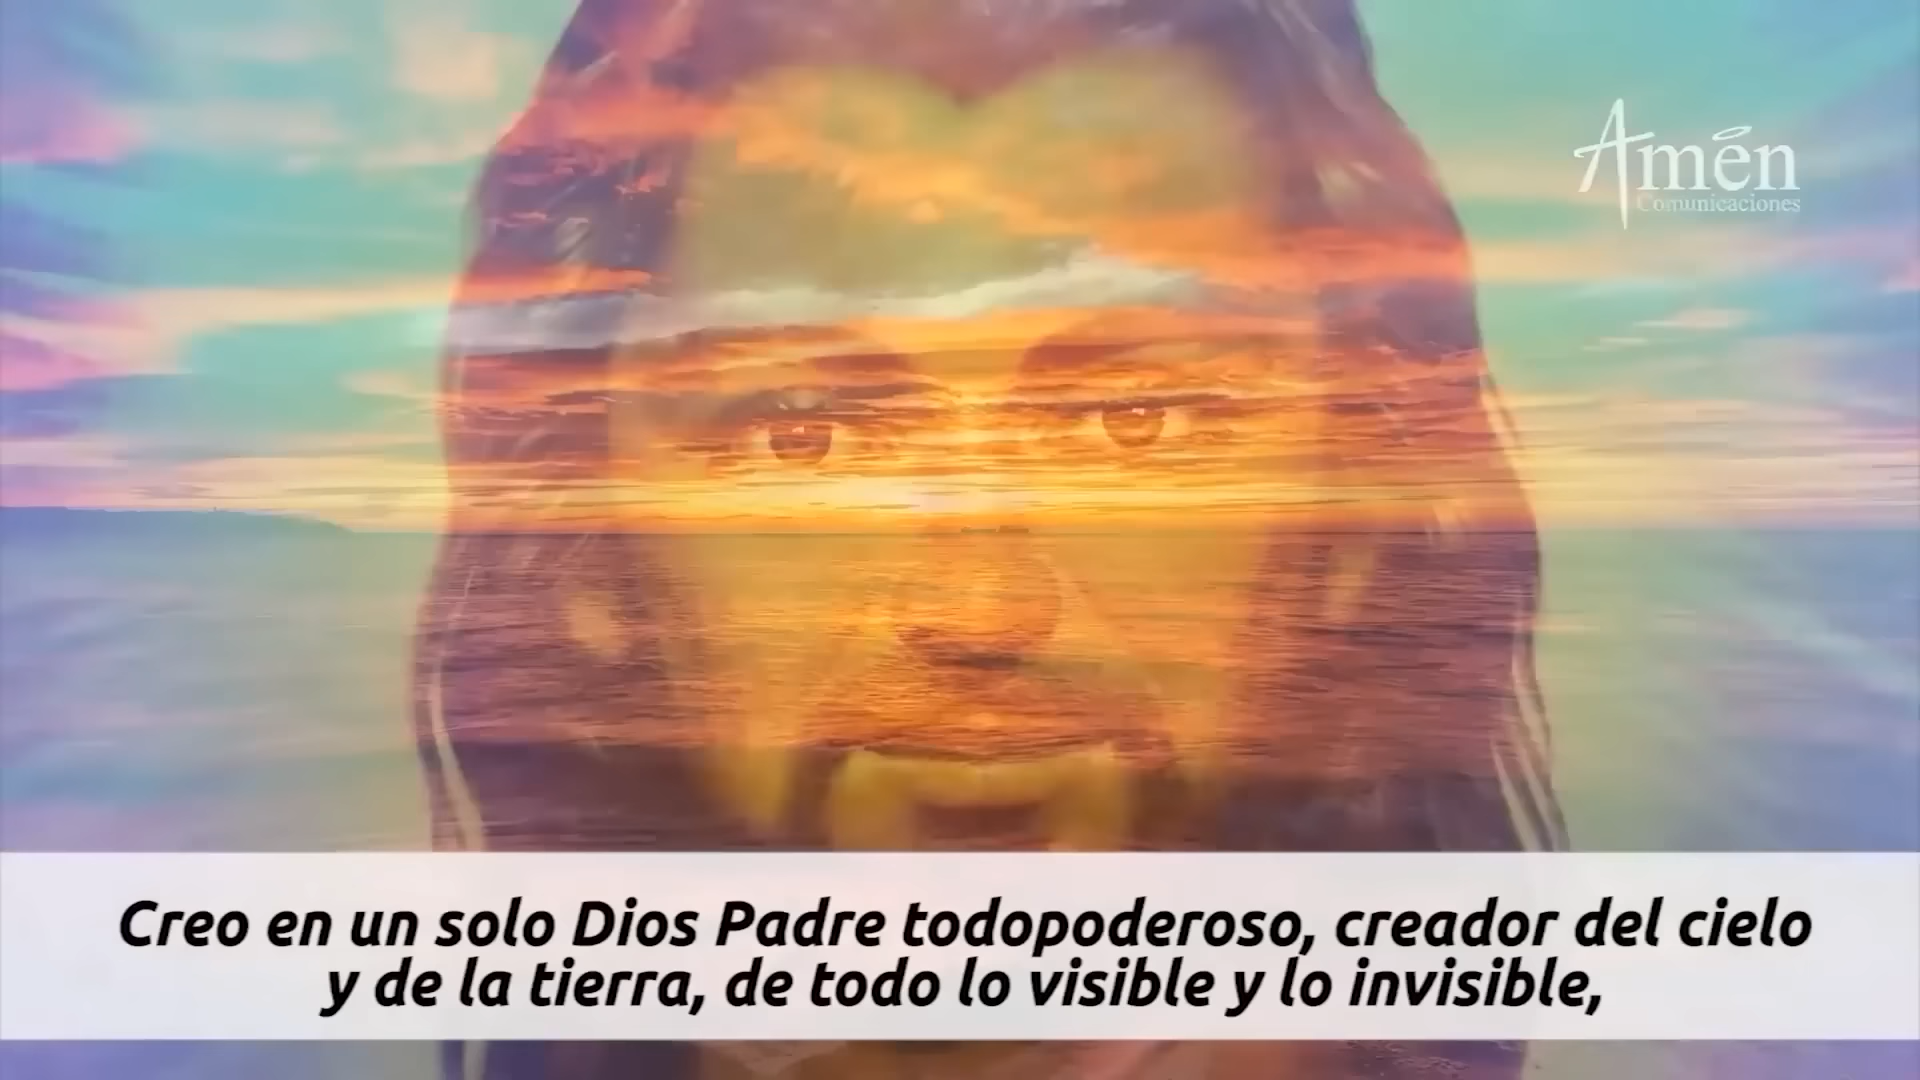 Amén
Comunicaciones
Creo en un solo Dios Padre todopoderoso, creador del cielo
y de la tierra, de todo lo visible y lo invisible,